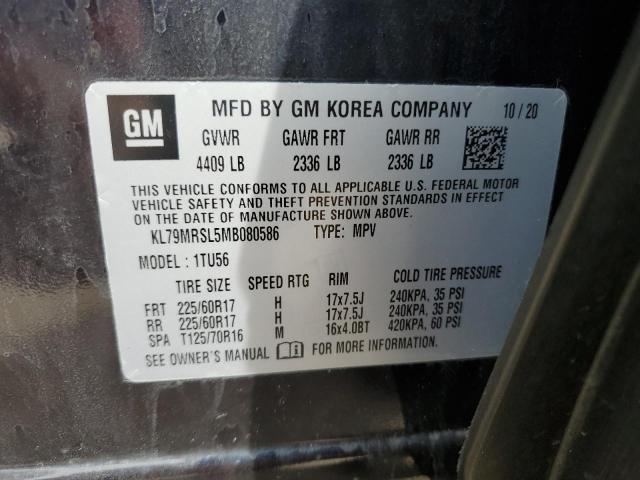 GM MFD BY GM KOREA COMPANY 10/20
GVWR GAWR FRT GAWR RR
4409 LB 2336 LB 2336 LB
THIS VEHICLE CONFORMS TO ALL APPLICABLE U.S. FEDERAL MOTOR
VEHICLE SAFETY AND THEFT PREVENTION STANDARDS IN EFFECT
ON THE DATE OF MANUFACTURE SHOWN ABOVE.
KL79MRSL5MB080586 TYPE: MPV
MODEL : 1TU56
TIRE SIZE SPEED RTG RIM COLD TIRE PRESSURE
FRT 225/60R17 H 17x7.5J 240KPA, 35 PSI
RR 225/60R17 H 17x7.5J 240KPA, 35 PSI
SPA T125/70R16 M 16x4.0BT 420KPA, 60 PSI
SEE OWNER'S MANUAL FOR MORE INFORMATION.